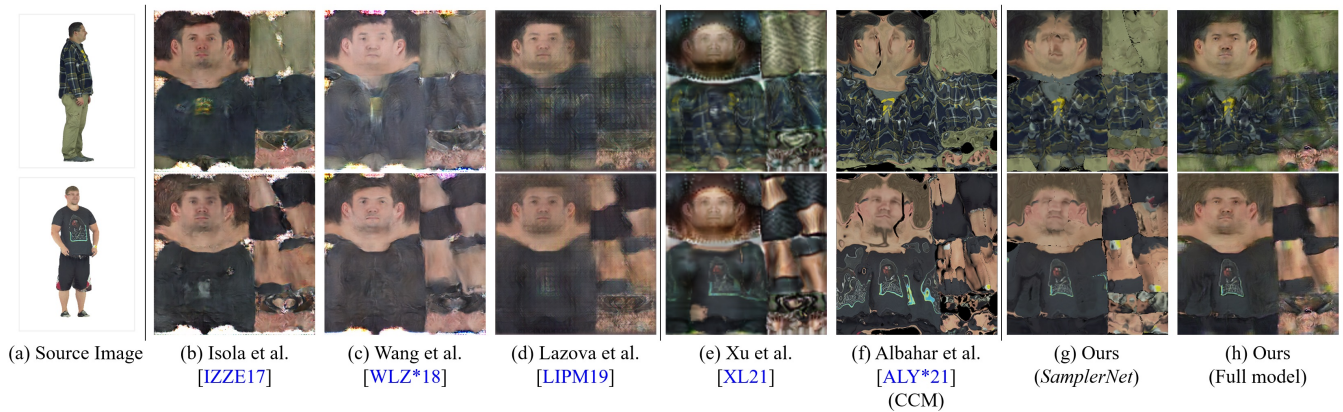 (a) Source Image
(b) Isola et al.
[IZZE17]
(c) Wang et al.
[WLZ*18]
(d) Lazova et al.
[LIPM19]
(e) Xu et al.
[XL21]
(f) Albahar et al.
[ALY*21]
(CCM)
(g) Ours
(SamplerNet)
(h) Ours
(Full model)